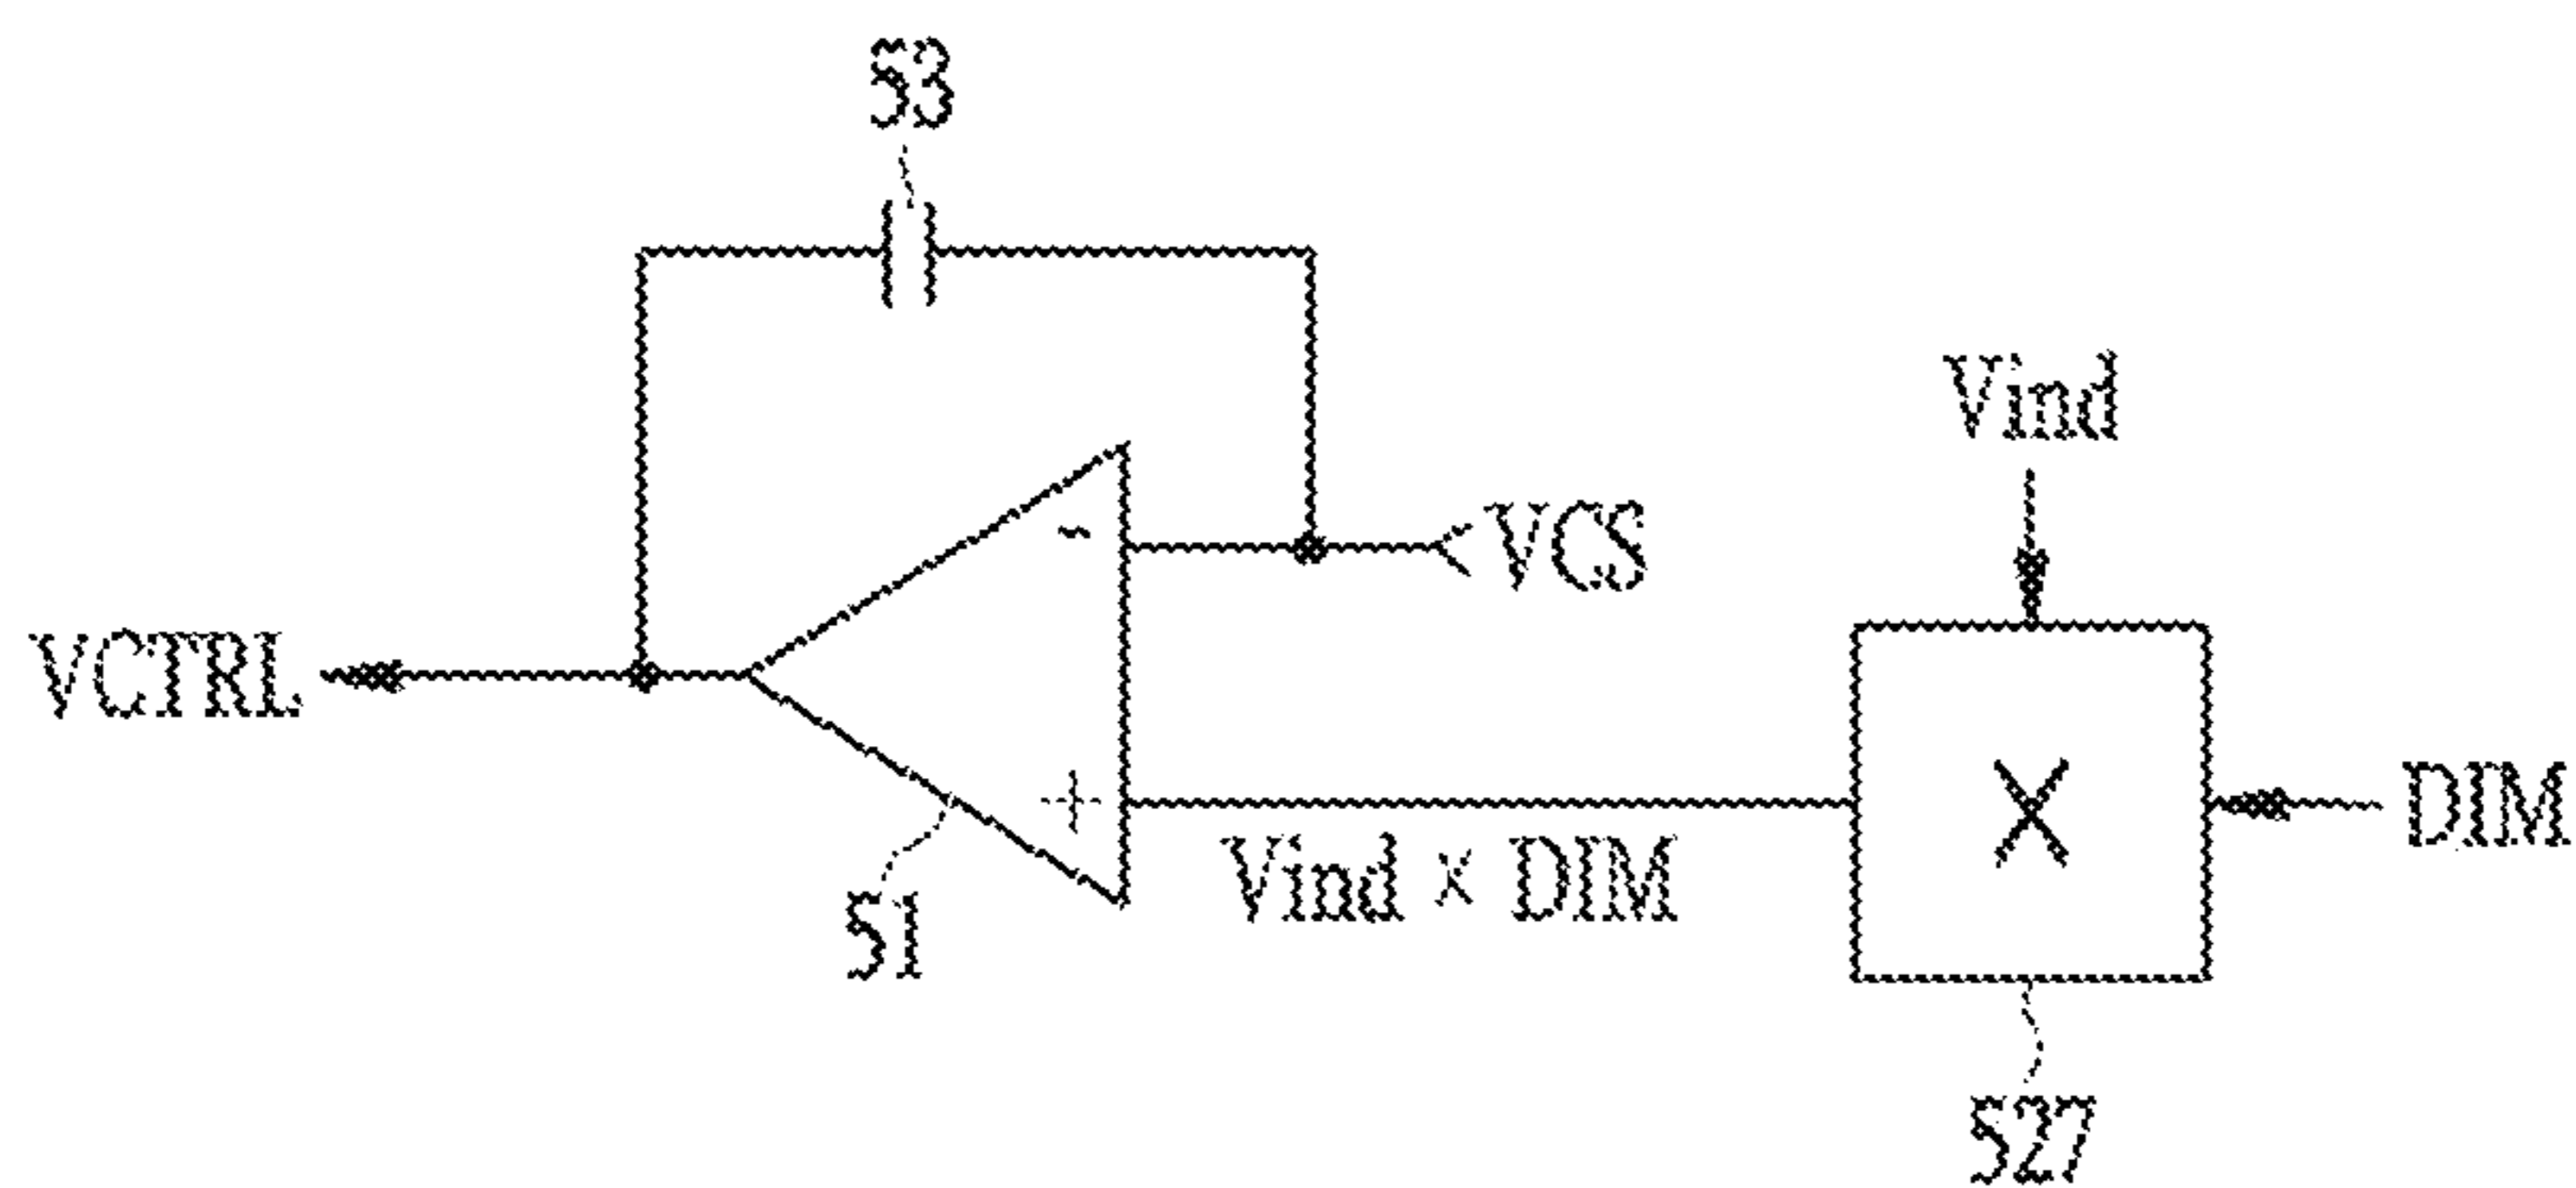 53
Vind
VCS
-
VCTRL
+
X
DIM
Vind × DIM
51
527